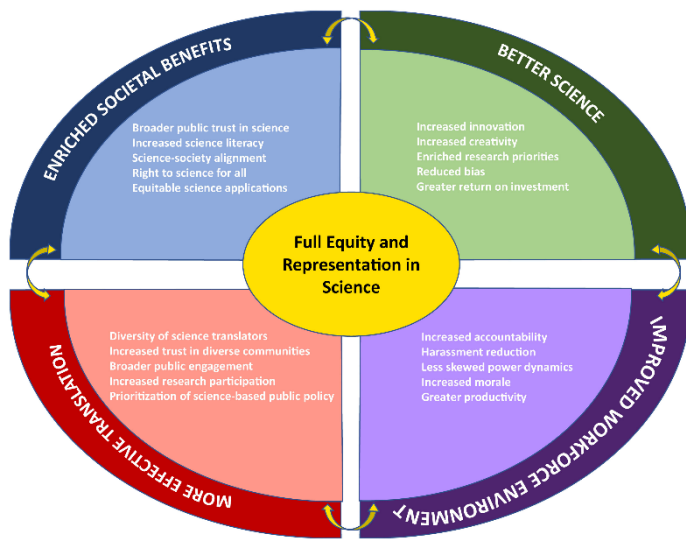 ENRICHED SOCIETAL BENEFITS
Broader public trust in science
Increased science literacy
Science-society alignment
Right to science for all
Equitable science applications
BETTER SCIENCE
Increased innovation
Increased creativity
Enriched research priorities
Reduced bias
Greater return on investment
Full Equity and
Representation in
Science
MORE EFFECTIVE TRANSLATION
Diversity of science translators
Increased trust in diverse communities
Broader public engagement
Increased research participation
Prioritization of science-based public policy
IMPROVED WORKFORCE ENVIRONMENT
Increased accountability
Harassment reduction
Less skewed power dynamics
Increased morale
Greater productivity